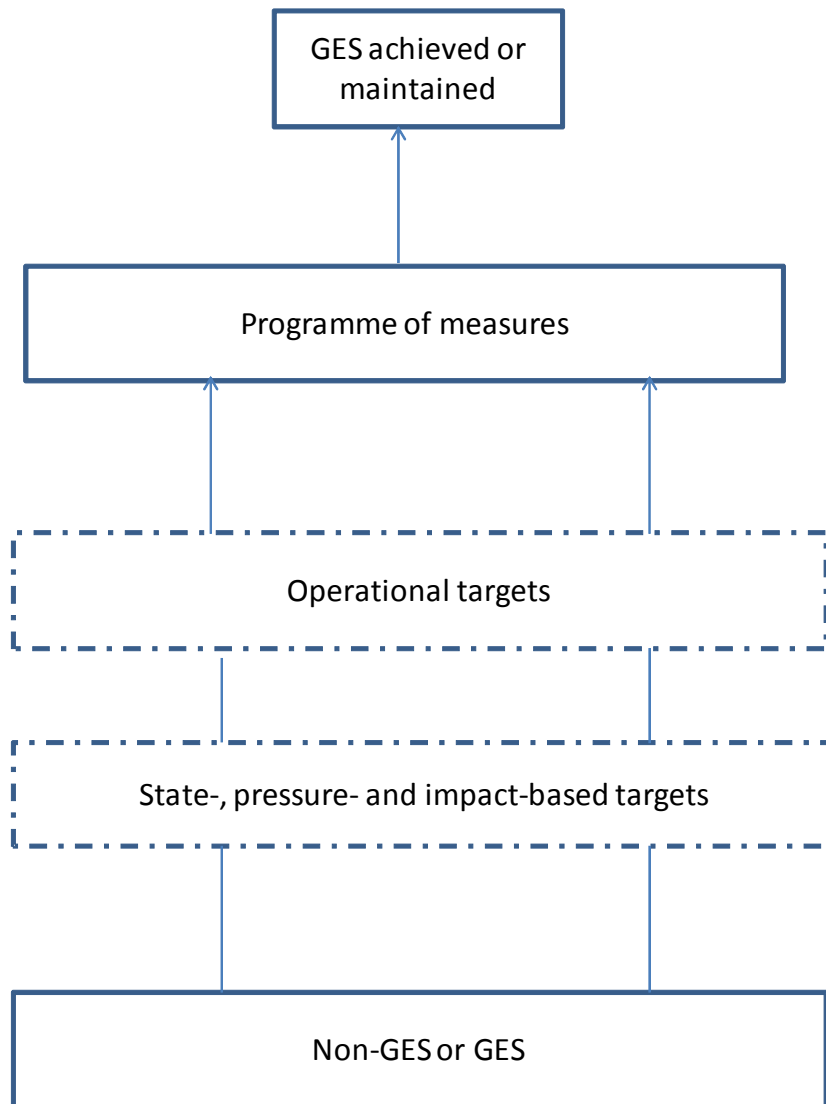 GES achieved or
maintained
Programme of measures
Operational targets
State-, pressure- and impact-based targets
Non-GES or GES